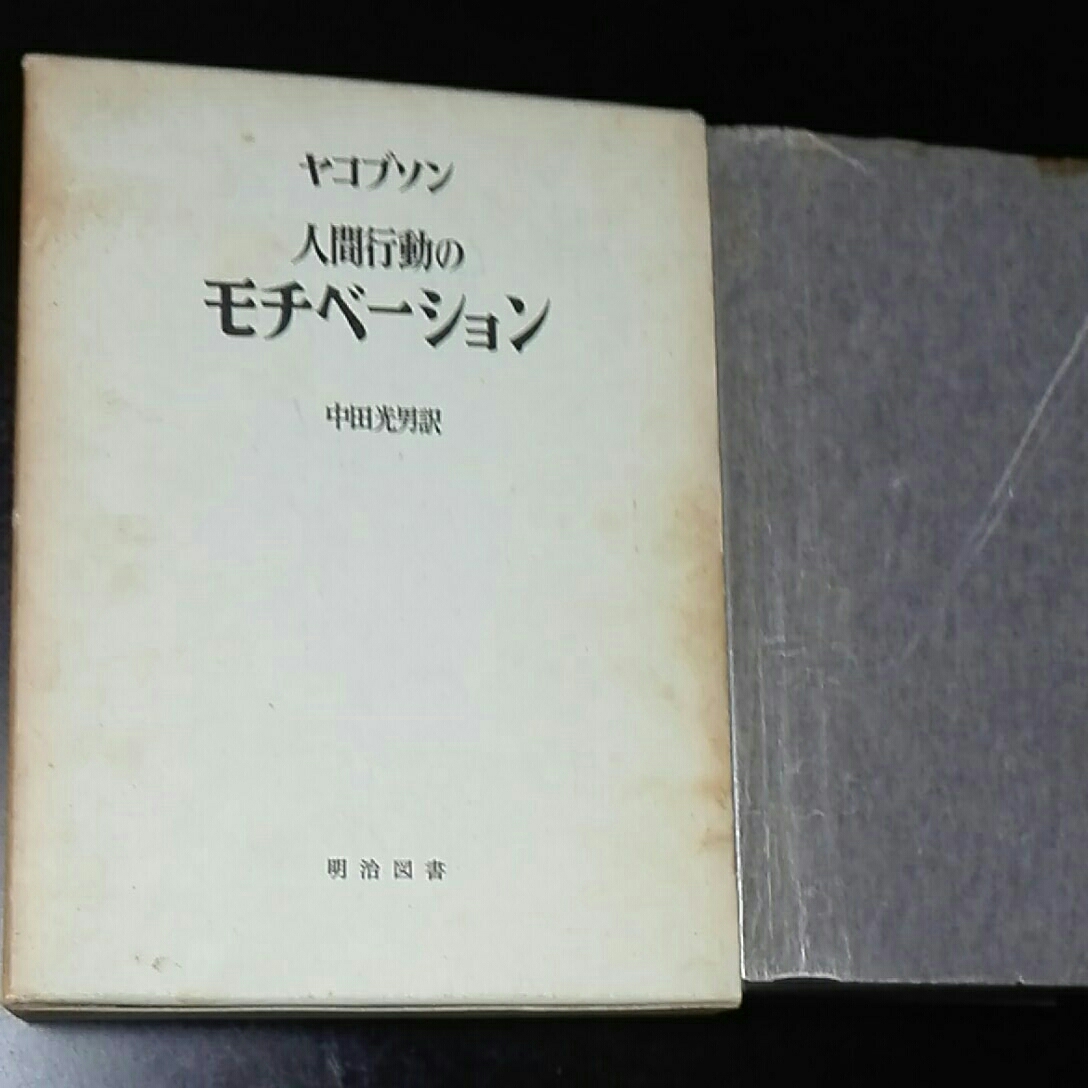 ヤコブソン
人間行動の
モチベーション
中田光男訳
明治図書